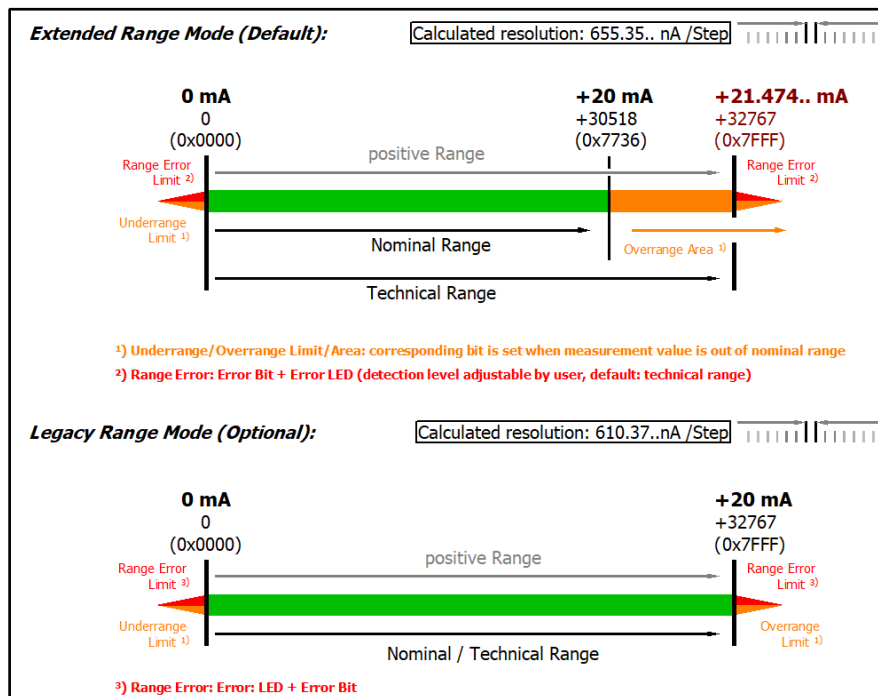 Extended Range Mode (Default):
Calculated resolution: 655.35.. nA /Step
0 mA
0
(0x0000)
+20 mA
+30518
(0x7736)
+21.474.. mA
+32767
(0x7FFF)
positive Range
Range Error
Limit ²⁾
Range Error
Limit ²⁾
Underrange
Limit ¹⁾
Nominal Range
Overrange Area ¹⁾
Technical Range
¹) Underrange/Overrange Limit/Area: corresponding bit is set when measurement value is out of nominal range
²) Range Error: Error Bit + Error LED (detection level adjustable by user, default: technical range)
Legacy Range Mode (Optional):
Calculated resolution: 610.37..nA /Step
0 mA
0
(0x0000)
+20 mA
+32767
(0x7FFF)
positive Range
Range Error
Limit ³⁾
Range Error
Limit ³⁾
Underrange
Limit ¹⁾
Overrange
Limit ¹⁾
Nominal / Technical Range
³) Range Error: Error: LED + Error Bit